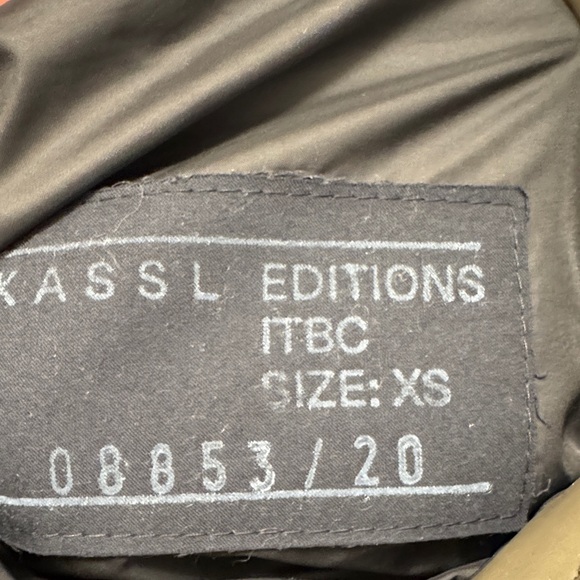 KASSL EDITIONS
ITBC
SIZE: XS
08853/20